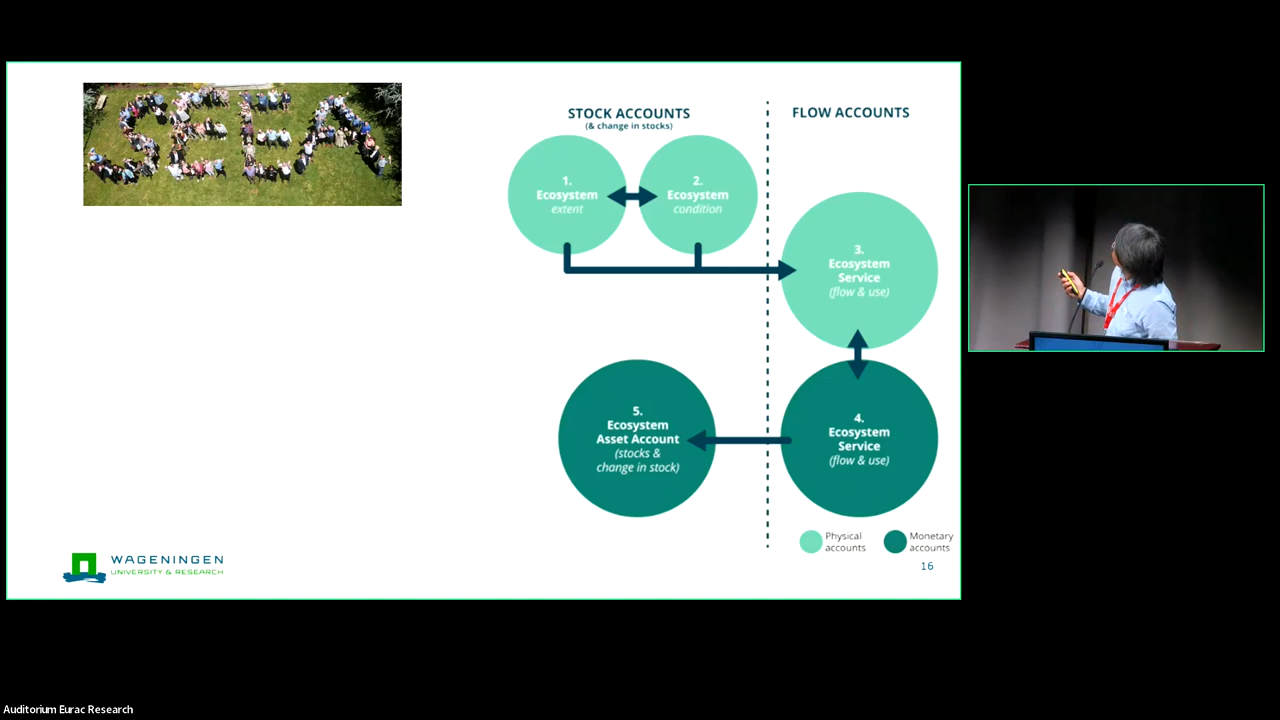 SEEA
STOCK ACCOUNTS
(& change in stocks)
FLOW ACCOUNTS
1.
Ecosystem
extent
2.
Ecosystem
condition
3.
Ecosystem
Service
(flow & use)
5.
Ecosystem
Asset Account
(stocks &
change in stock)
4.
Ecosystem
Service
(flow & use)
Physical
accounts
Monetary
accounts
16
WAGENINGEN
UNIVERSITY & RESEARCH
Auditorium Eurac Research